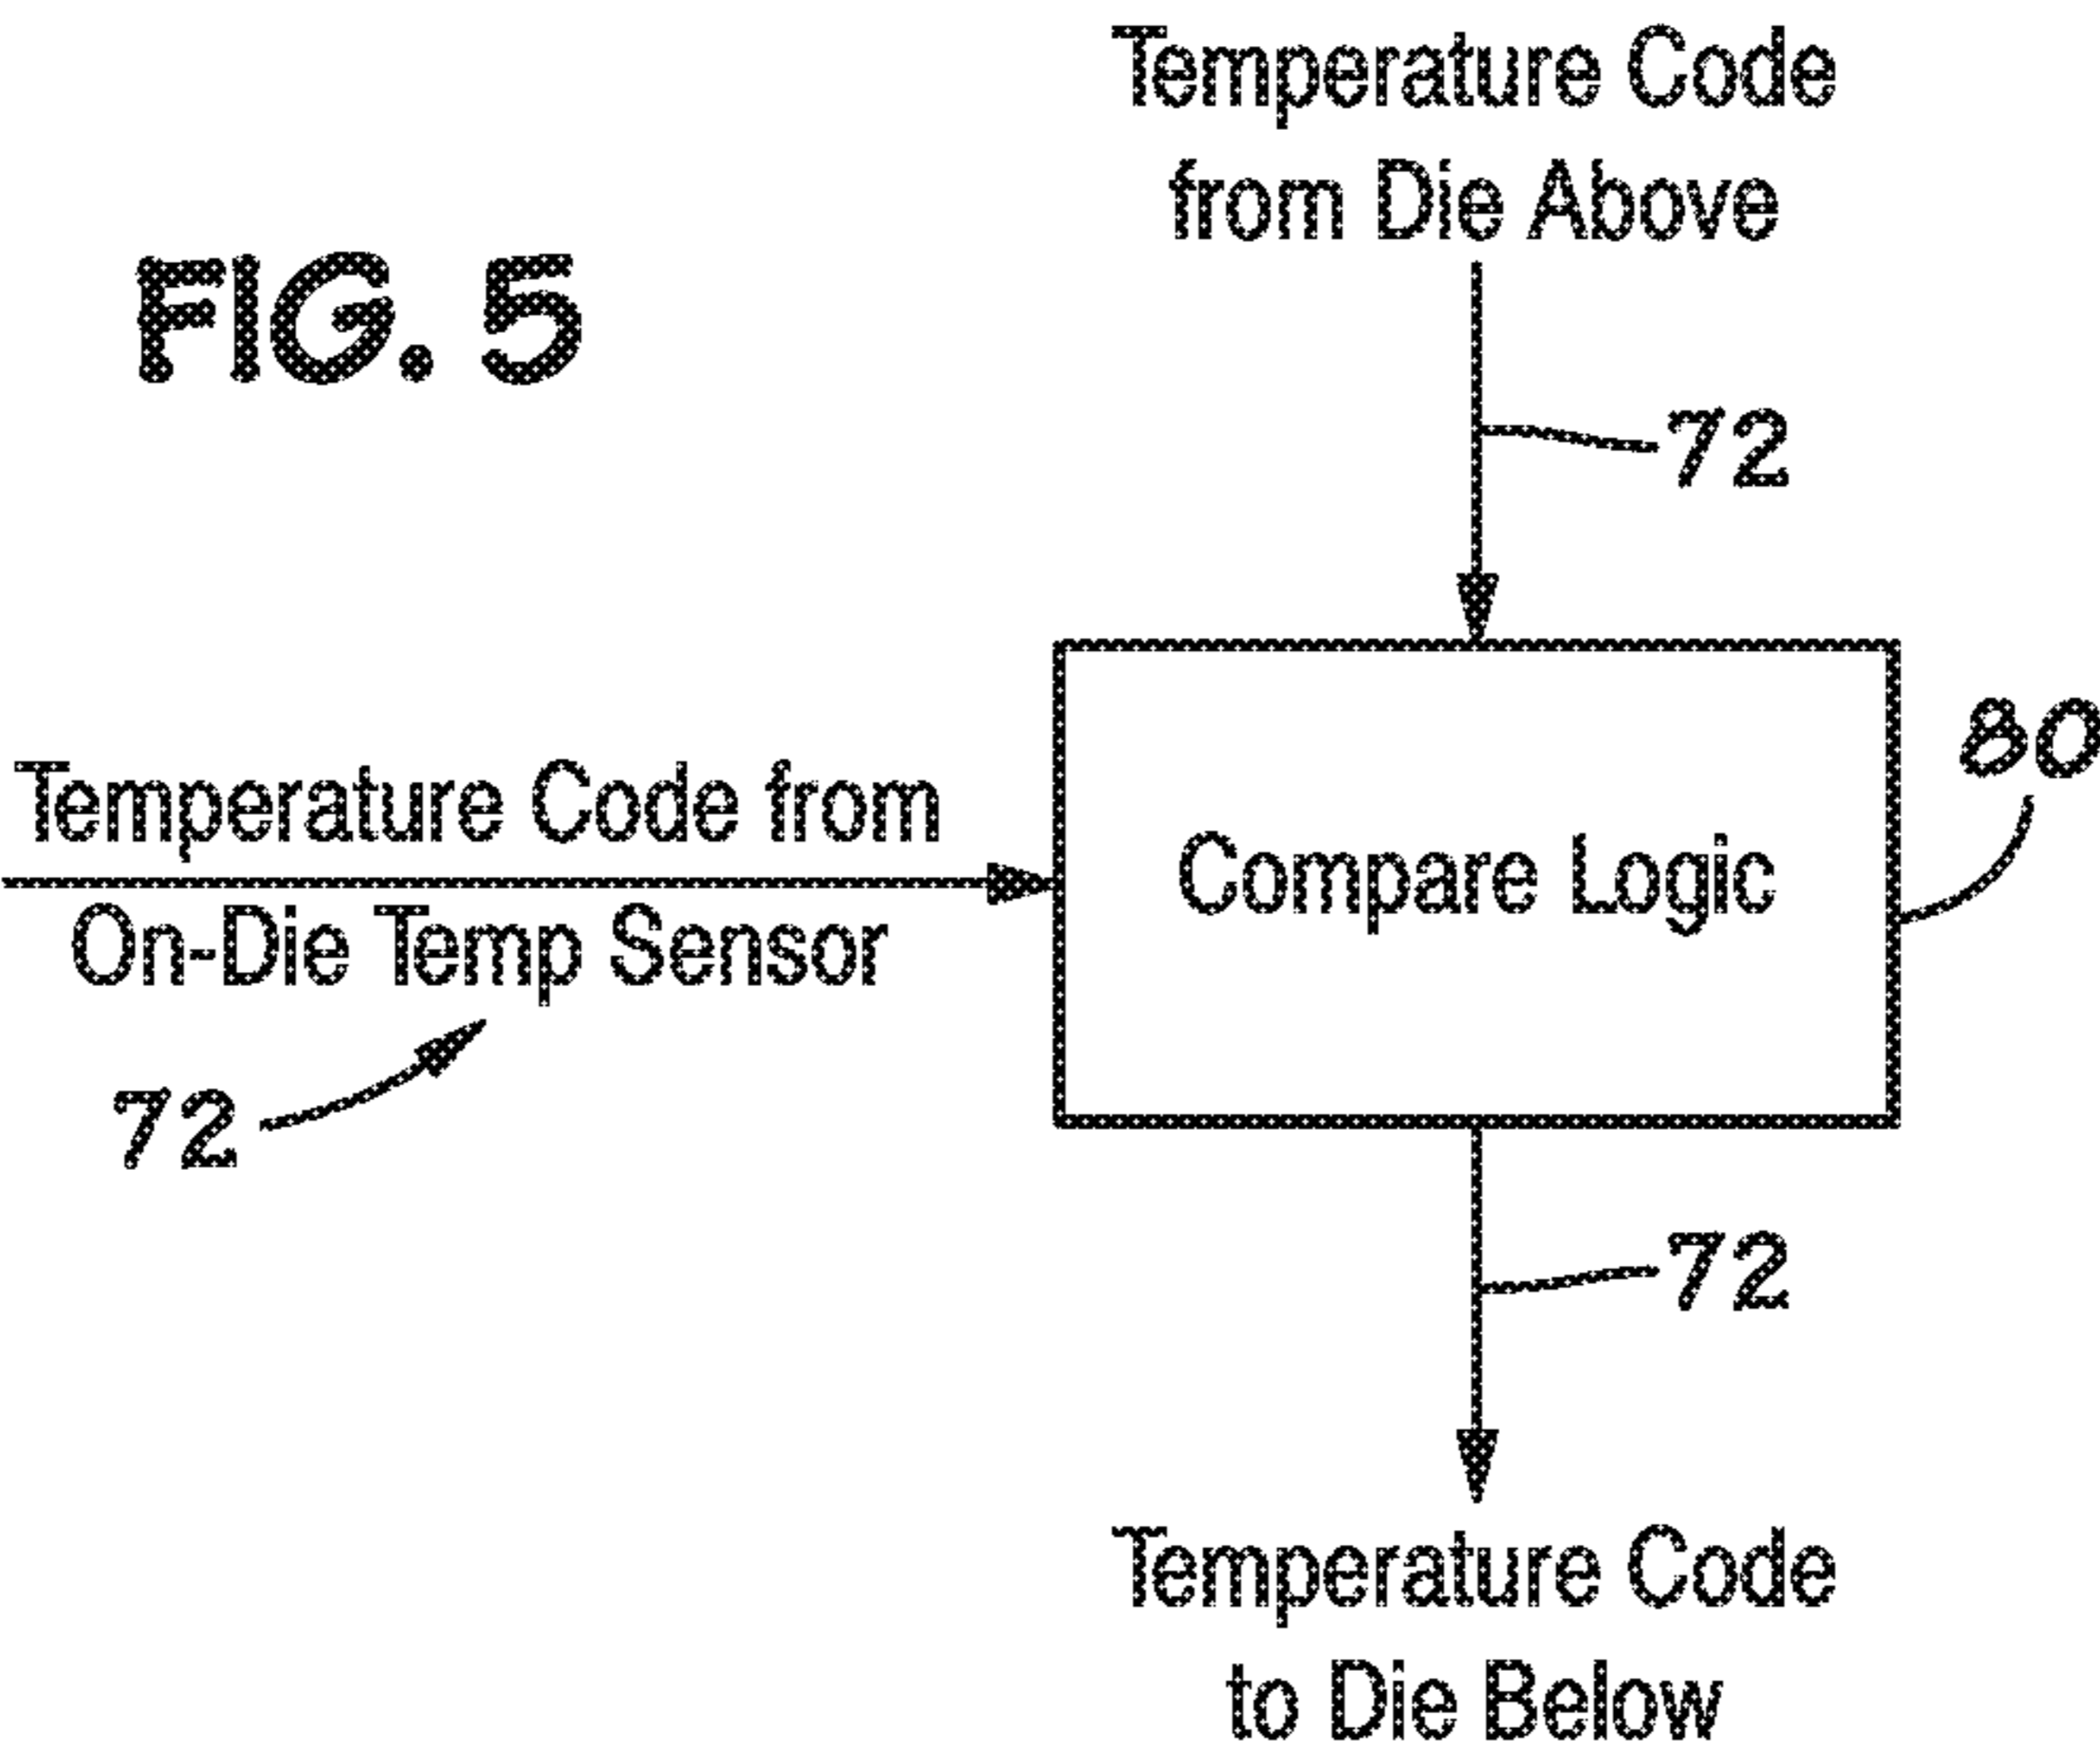 Temperature Code
from Die Above
FIG. 5
72
80
Temperature Code from
On-Die Temp Sensor
Compare Logic
72
72
Temperature Code
to Die Below